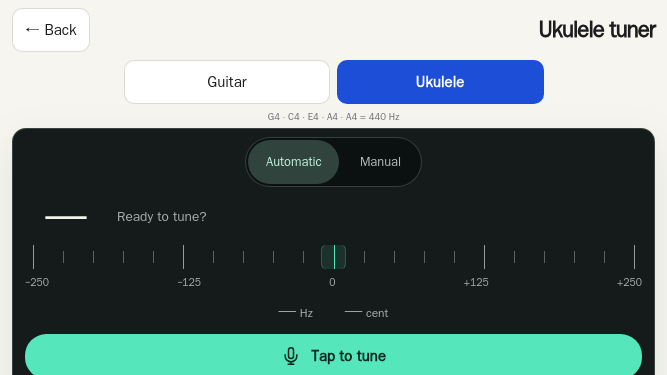 ← Back
Ukulele tuner
Guitar
Ukulele
G4 · C4 · E4 · A4 · A4 = 440 Hz
Automatic
Manual
Ready to tune?
-250
-125
0
+125
+250
Hz
cent
Tap to tune